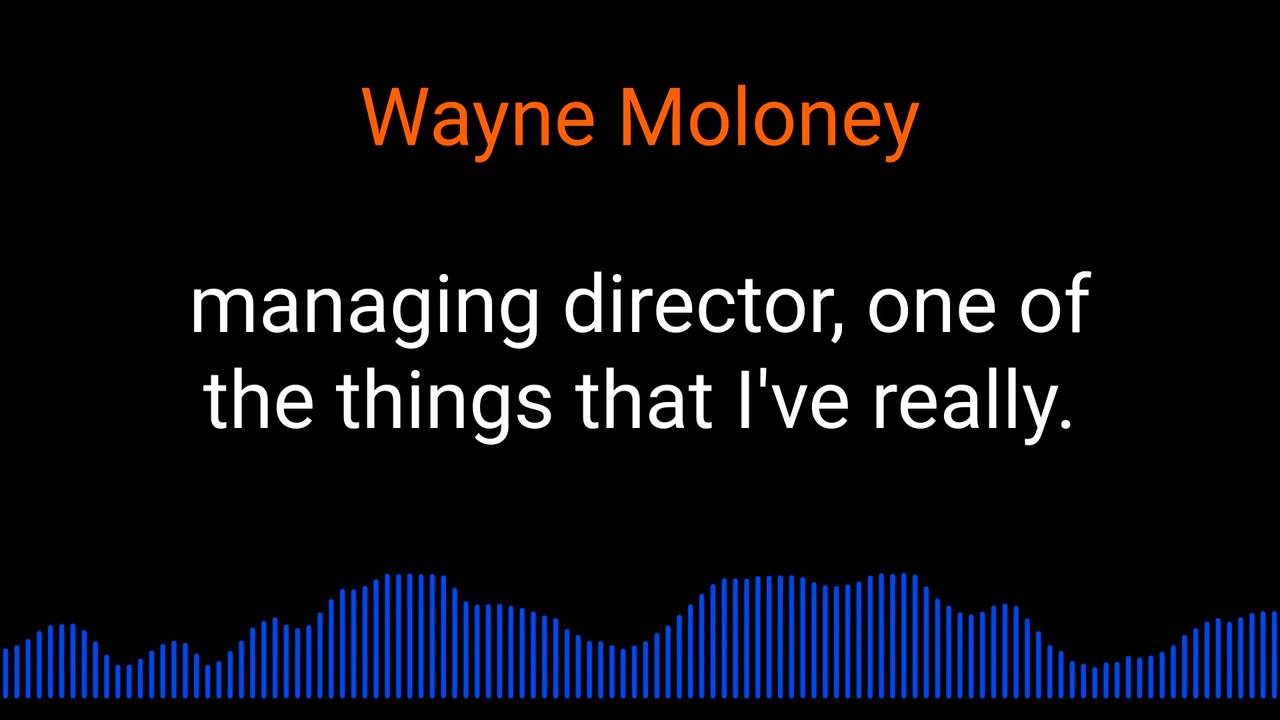 Wayne Moloney
managing director, one of
the things that I've really.